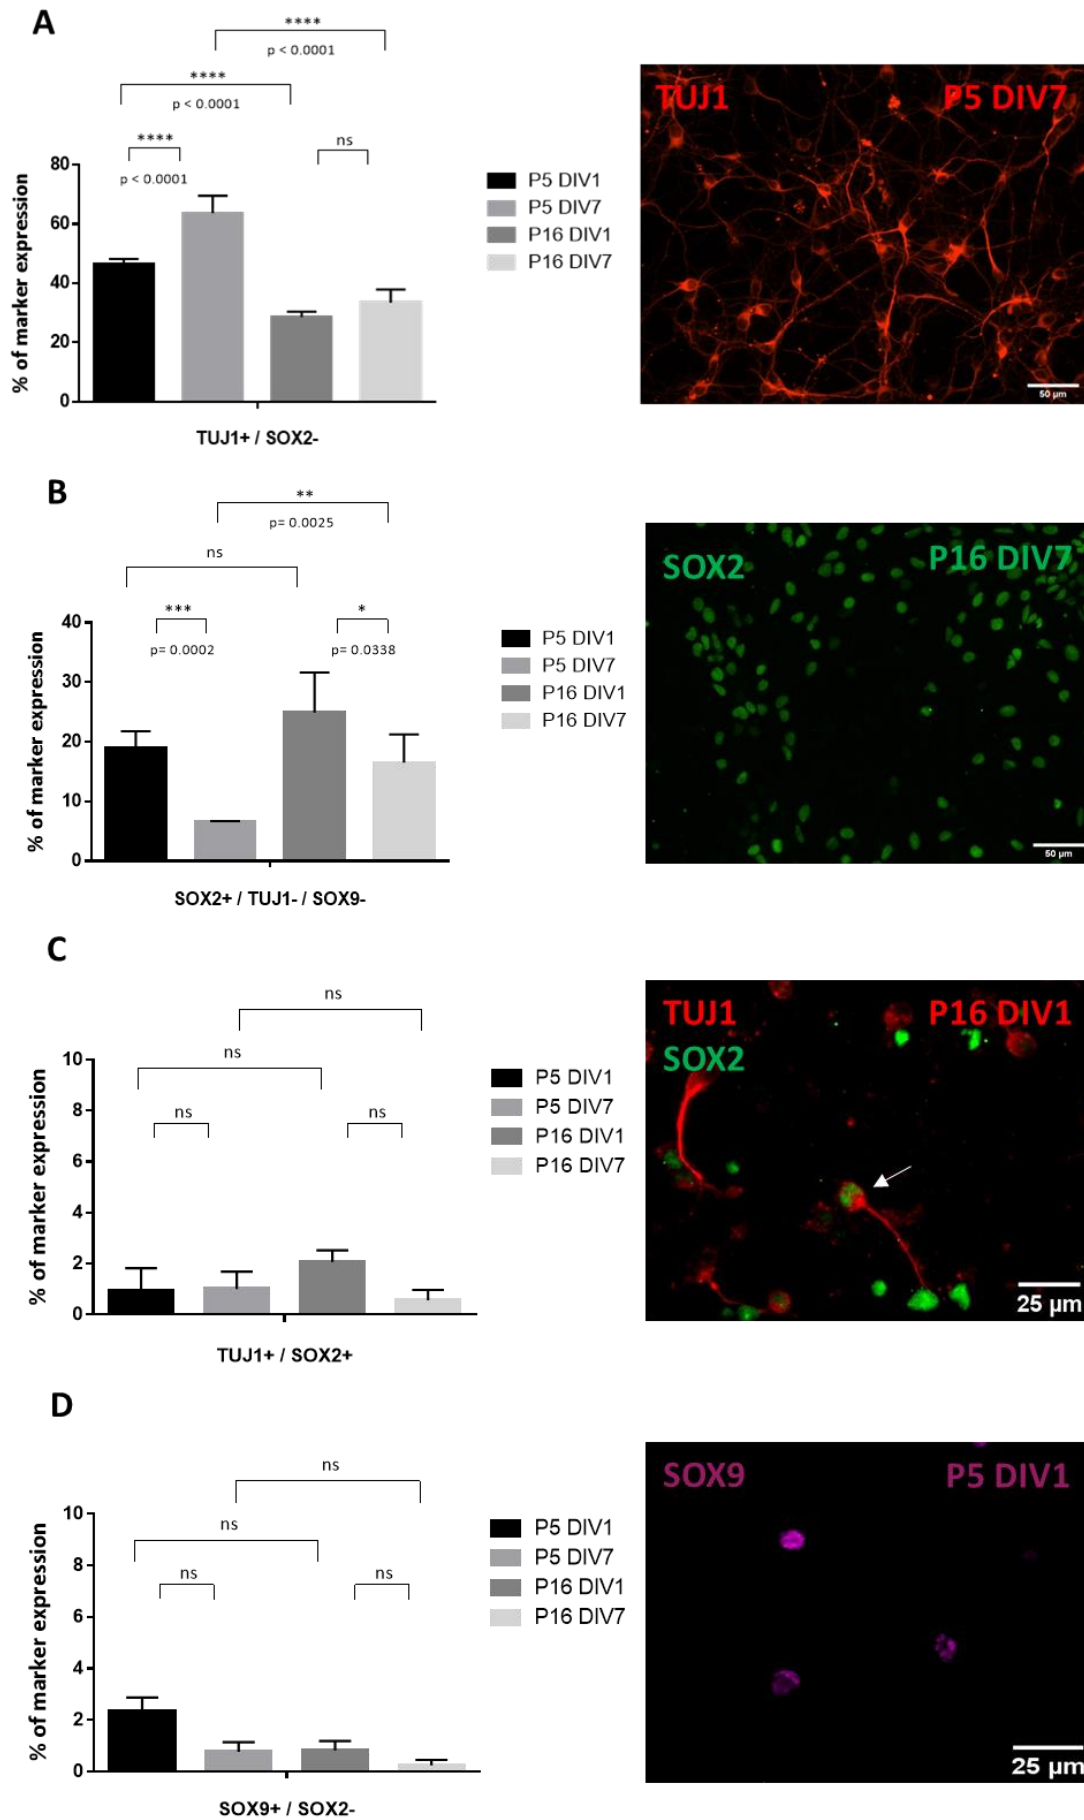 A
****
p < 0.0001
****
p < 0.0001
****
p < 0.0001
ns
80
60
40
20
0
% of marker expression
TUJ1+ / SOX2-
P5 DIV1
P5 DIV7
P16 DIV1
P16 DIV7
TUJ1 P5 DIV7
50 µm
B
**
p= 0.0025
ns
***
p= 0.0002
*
p= 0.0338
40
30
20
10
0
% of marker expression
SOX2+ / TUJ1- / SOX9-
P5 DIV1
P5 DIV7
P16 DIV1
P16 DIV7
SOX2 P16 DIV7
50 µm
C
ns
ns
ns
ns
10
8
6
4
2
0
% of marker expression
TUJ1+ / SOX2+
P5 DIV1
P5 DIV7
P16 DIV1
P16 DIV7
TUJ1 P16 DIV1
SOX2
25 µm
D
ns
ns
ns
ns
10
8
6
4
2
0
% of marker expression
SOX9+ / SOX2-
P5 DIV1
P5 DIV7
P16 DIV1
P16 DIV7
SOX9 P5 DIV1
25 µm